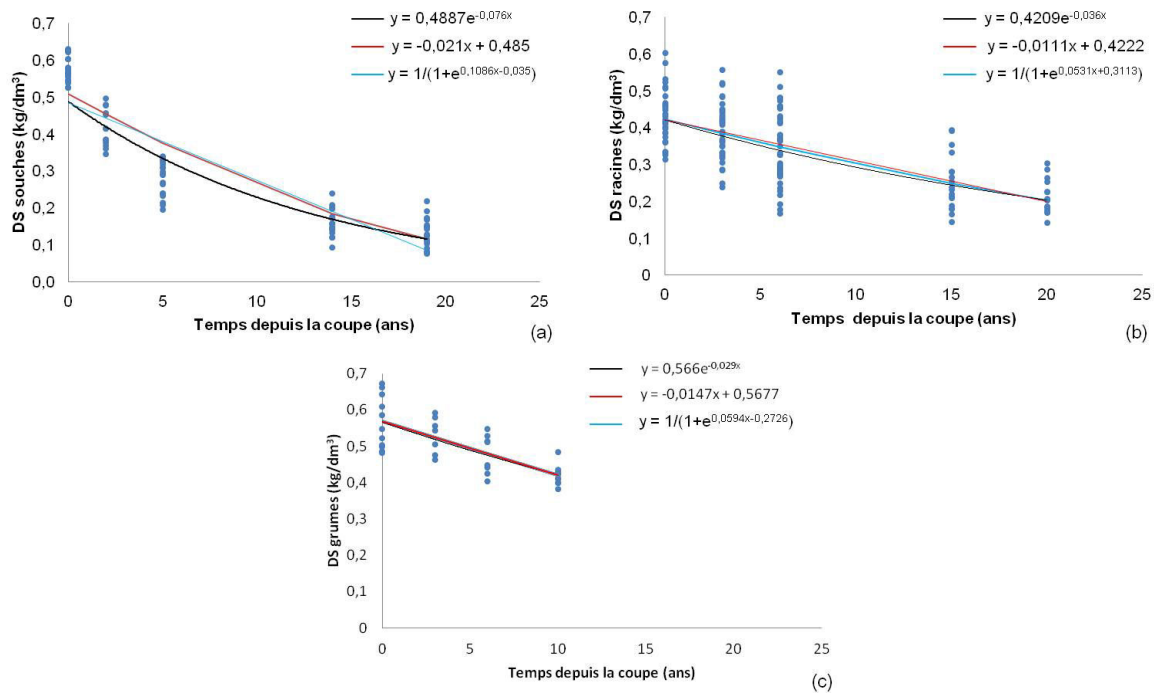 DS souches (kg/dm³)
0,7
0,6
0,5
0,4
0,3
0,2
0,1
0,0
0 5 10 15 20 25
Temps depuis la coupe (ans)
y = 0,4887e^-0,076x
y = -0,021x + 0,485
y = 1/(1+e^0,1086x-0,035)
(a)
DS racines (kg/dm³)
0,7
0,6
0,5
0,4
0,3
0,2
0,1
0
0 5 10 15 20 25
Temps depuis la coupe (ans)
y = 0,4209e^-0,036x
y = -0,0111x + 0,4222
y = 1/(1+e^0,0531x+0,3113)
(b)
DS grumes (kg/dm³)
0,7
0,6
0,5
0,4
0,3
0,2
0,1
0
0 5 10 15 20 25
Temps depuis la coupe (ans)
y = 0,566e^-0,029x
y = -0,0147x + 0,5677
y = 1/(1+e^0,0594x-0,2726)
(c)